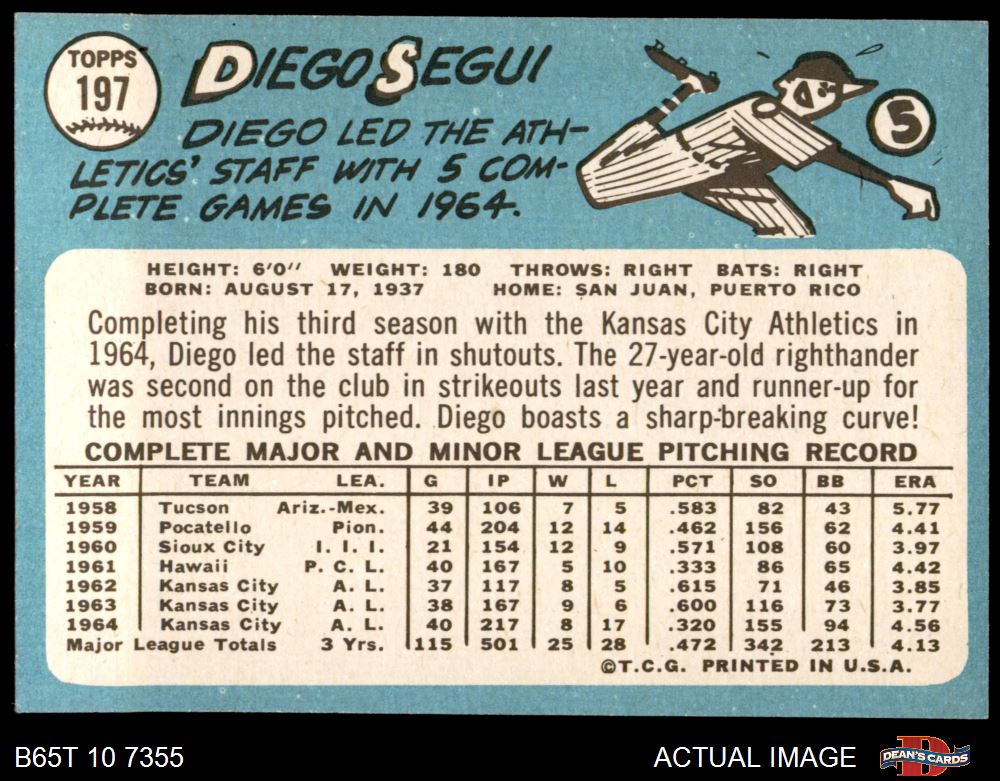 TOPPS
197
DIEGO SEGUI
DIEGO LED THE ATH-
LETICS' STAFF WITH 5 COM-
PLETE GAMES IN 1964.
5
HEIGHT: 6'0" WEIGHT: 180 THROWS: RIGHT BATS: RIGHT
BORN: AUGUST 17, 1937 HOME: SAN JUAN, PUERTO RICO
Completing his third season with the Kansas City Athletics in
1964, Diego led the staff in shutouts. The 27-year-old righthander
was second on the club in strikeouts last year and runner-up for
the most innings pitched. Diego boasts a sharp-breaking curve!
COMPLETE MAJOR AND MINOR LEAGUE PITCHING RECORD
YEAR TEAM LEA. G IP W L PCT SO BB ERA
1958 Tucson Ariz.-Mex. 39 106 7 5 .583 82 43 5.77
1959 Pocatello Pion. 44 204 12 14 .462 156 62 4.41
1960 Sioux City I. I. I. 21 154 12 9 .571 108 60 3.97
1961 Hawaii P. C. L. 40 167 5 10 .333 86 65 4.42
1962 Kansas City A. L. 37 117 8 5 .615 71 46 3.85
1963 Kansas City A. L. 38 167 9 6 .600 116 73 3.77
1964 Kansas City A. L. 40 217 8 17 .320 155 94 4.56
Major League Totals 3 Yrs. 115 501 25 28 .472 342 213 4.13
©T.C.G. PRINTED IN U.S.A.
B65T 10 7355
ACTUAL IMAGE
DEAN'S CARDS